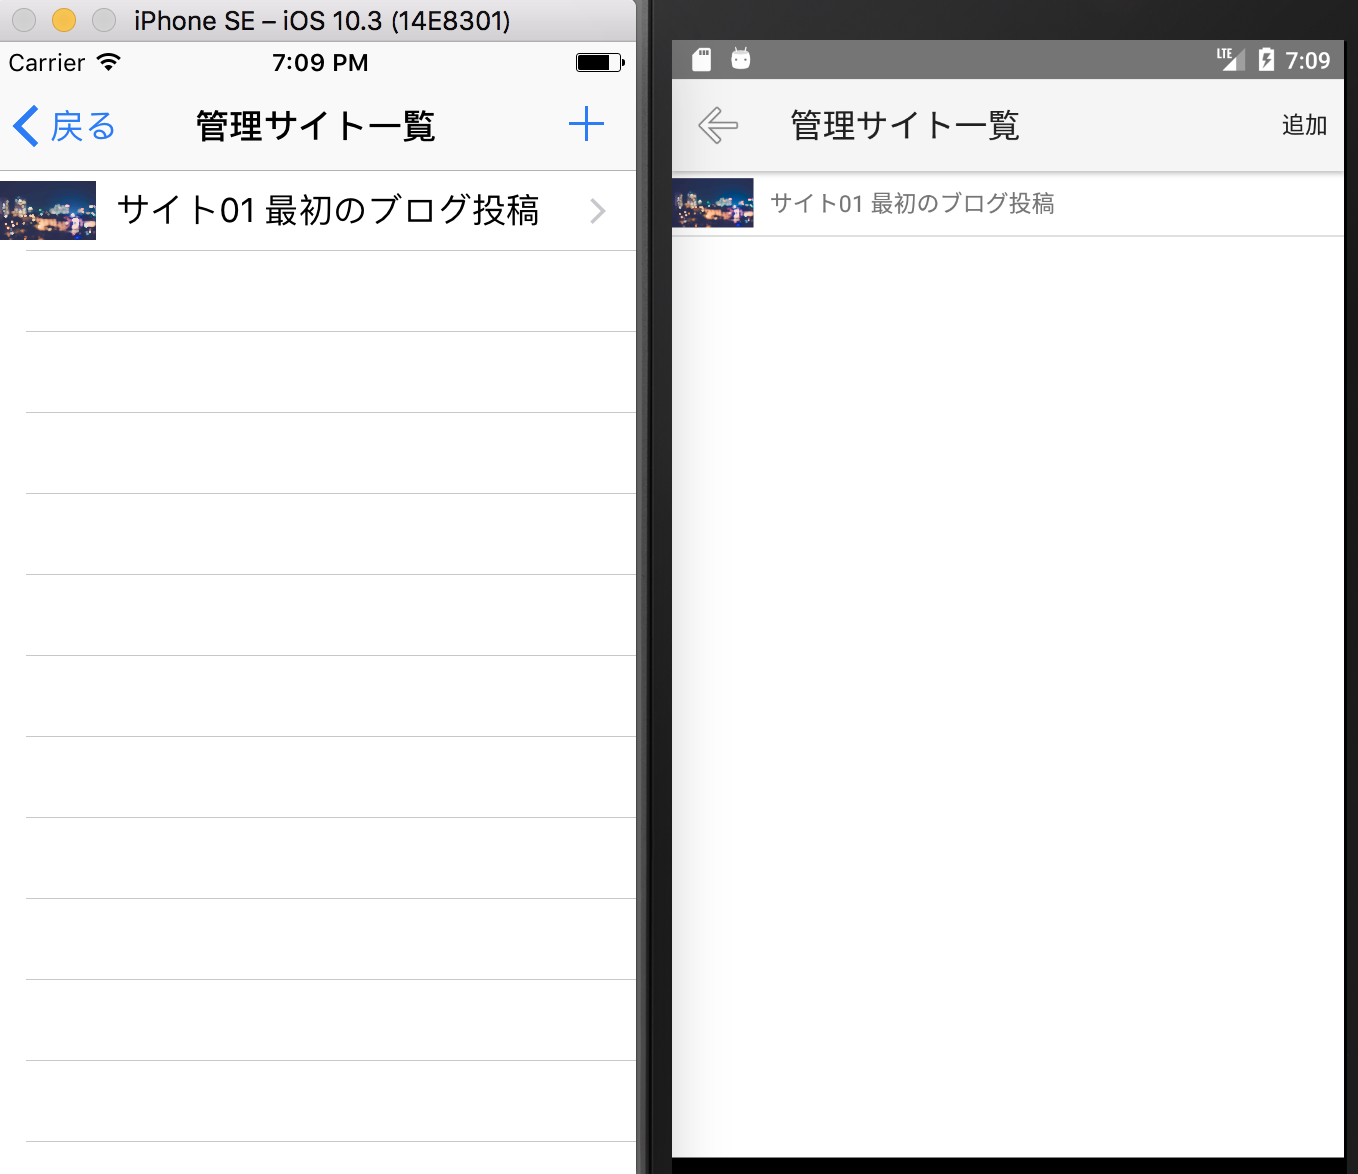 iPhone SE – iOS 10.3 (14E8301)
Carrier 7:09 PM
戻る 管理サイト一覧
サイト01 最初のブログ投稿
LTE 7:09
管理サイト一覧 追加
サイト01 最初のブログ投稿